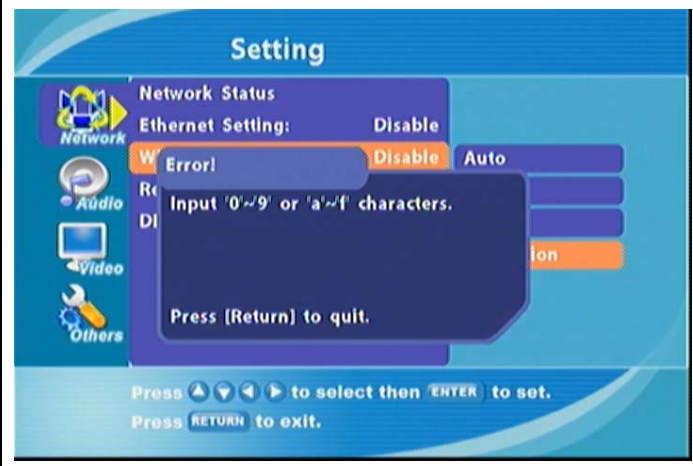 Setting
Network
Audio
Video
Others
Network Status
Ethernet Setting: Disable
Disable
Auto
Error!
Input '0'~'9' or 'a'~'f' characters.
Press [Return] to quit.
Press to select then ENTER to set.
Press RETURN to exit.